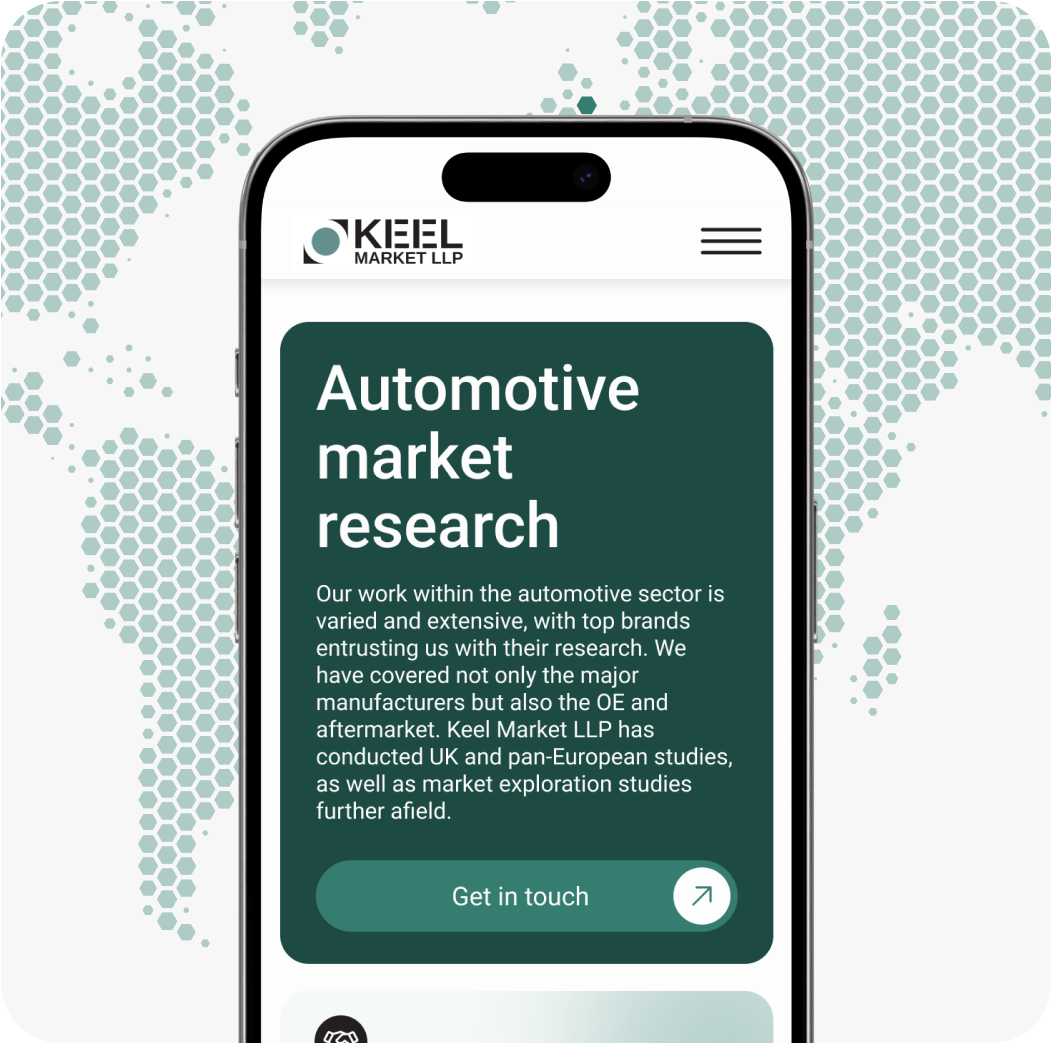 KEEL
MARKET LLP
Automotive
market
research
Our work within the automotive sector is
varied and extensive, with top brands
entrusting us with their research. We
have covered not only the major
manufacturers but also the OE and
aftermarket. Keel Market LLP has
conducted UK and pan-European studies,
as well as market exploration studies
further afield.
Get in touch